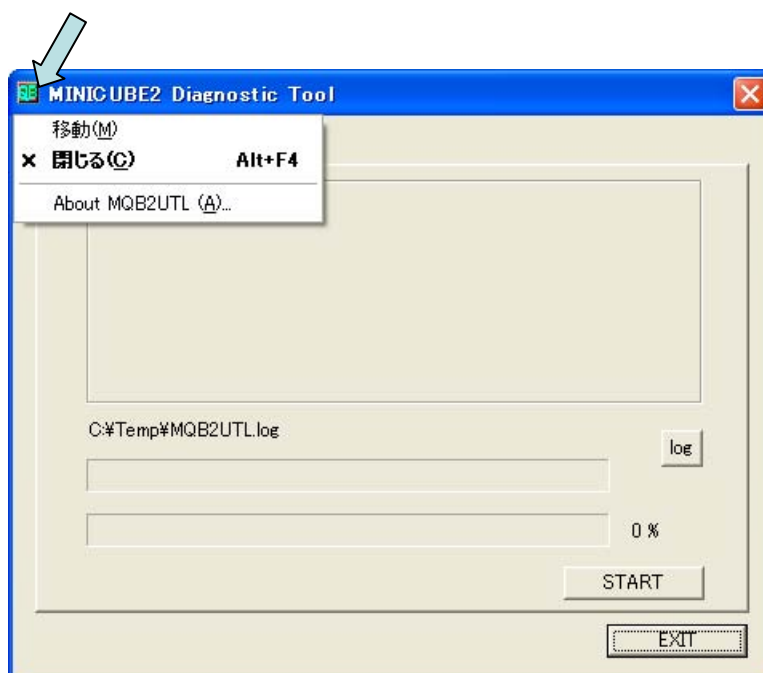 MINICUBE2 Diagnostic Tool
移動(M)
閉じる(C) Alt+F4
About MQB2UTL (A)...
C:¥Temp¥MQB2UTL.log
log
0 %
START
EXIT